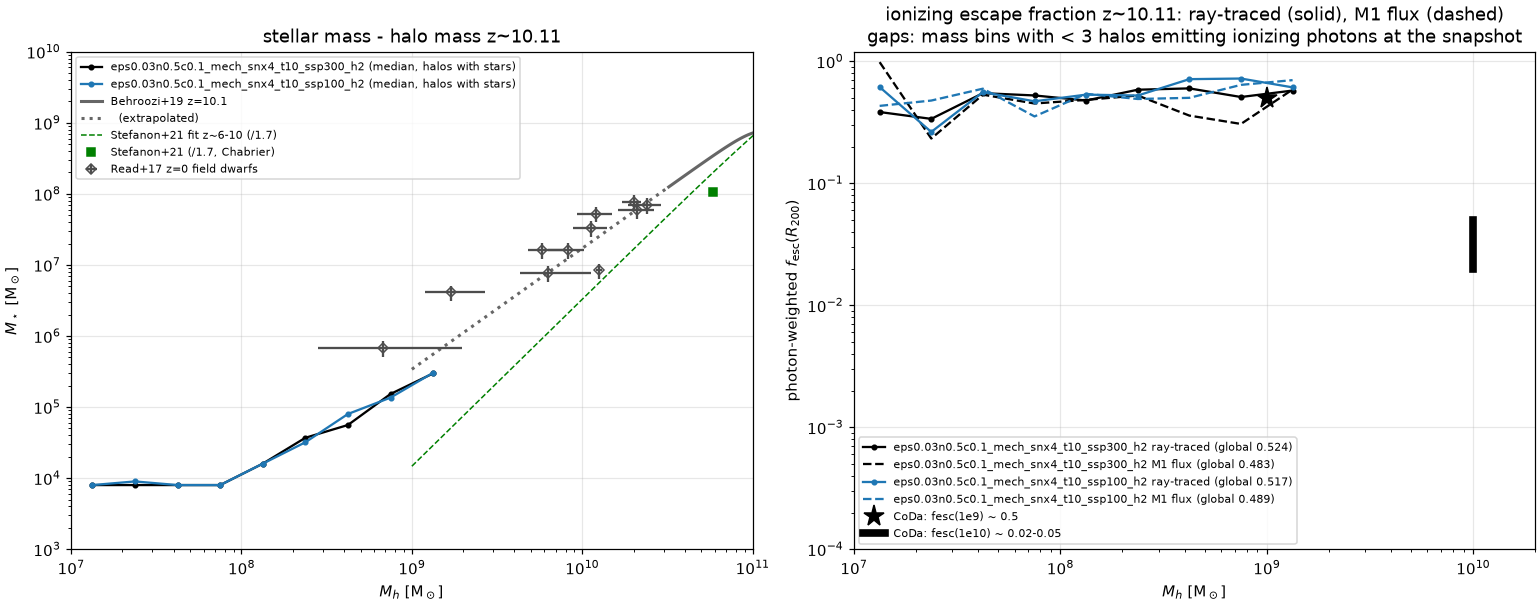 stellar mass - halo mass z~10.11
eps0.03n0.5c0.1_mech_snx4_t10_ssp300_h2 (median, halos with stars)
eps0.03n0.5c0.1_mech_snx4_t10_ssp100_h2 (median, halos with stars)
Behroozi+19 z=10.1
(extrapolated)
Stefanon+21 fit z~6-10 (/1.7)
Stefanon+21 (/1.7, Chabrier)
Read+17 z=0 field dwarfs
10^10
10^9
10^8
10^7
10^6
10^5
10^4
10^3
M⋆ [M⊙]
10^7
10^8
10^9
10^10
10^11
M_h [M⊙]
ionizing escape fraction z~10.11: ray-traced (solid), M1 flux (dashed)
gaps: mass bins with < 3 halos emitting ionizing photons at the snapshot
10^0
10^−1
10^−2
10^−3
10^−4
photon-weighted f_esc(R_200)
eps0.03n0.5c0.1_mech_snx4_t10_ssp300_h2 ray-traced (global 0.524)
eps0.03n0.5c0.1_mech_snx4_t10_ssp300_h2 M1 flux (global 0.483)
eps0.03n0.5c0.1_mech_snx4_t10_ssp100_h2 ray-traced (global 0.517)
eps0.03n0.5c0.1_mech_snx4_t10_ssp100_h2 M1 flux (global 0.489)
CoDa: fesc(1e9) ~ 0.5
CoDa: fesc(1e10) ~ 0.02-0.05
10^7
10^8
10^9
10^10
M_h [M⊙]